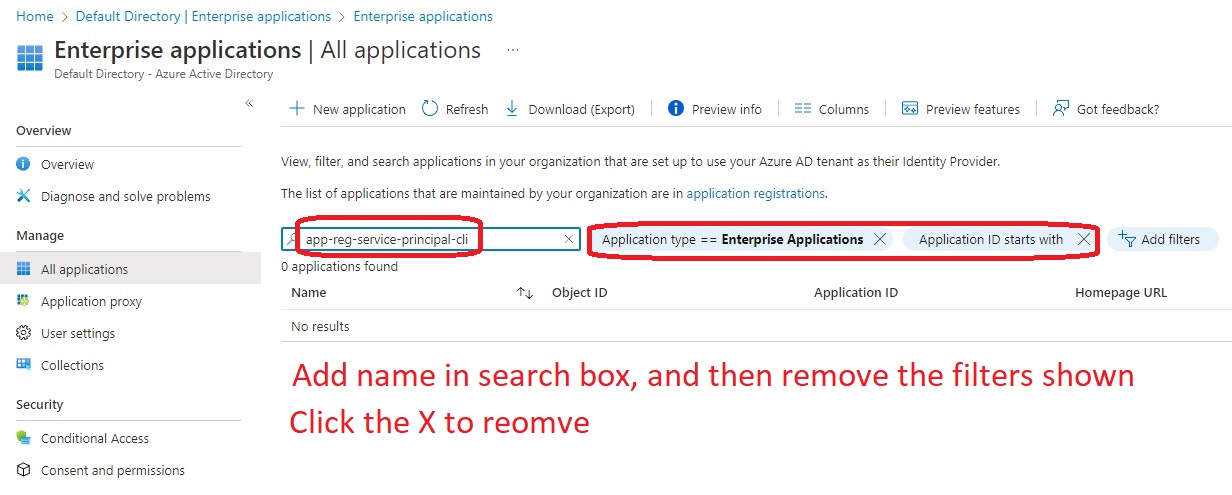 Home > Default Directory | Enterprise applications > Enterprise applications
Enterprise applications | All applications ...
Default Directory - Azure Active Directory
«
New application Refresh Download (Export) Preview info Columns Preview features Got feedback?
Overview
Overview
Diagnose and solve problems
Manage
All applications
Application proxy
User settings
Collections
Security
Conditional Access
Consent and permissions
View, filter, and search applications in your organization that are set up to use your Azure AD tenant as their Identity Provider.
The list of applications that are maintained by your organization are in application registrations.
app-reg-service-principal-cli Application type == Enterprise Applications Application ID starts with Add filters
0 applications found
Name Object ID Application ID Homepage URL
No results
Add name in search box, and then remove the filters shown
Click the X to reomve